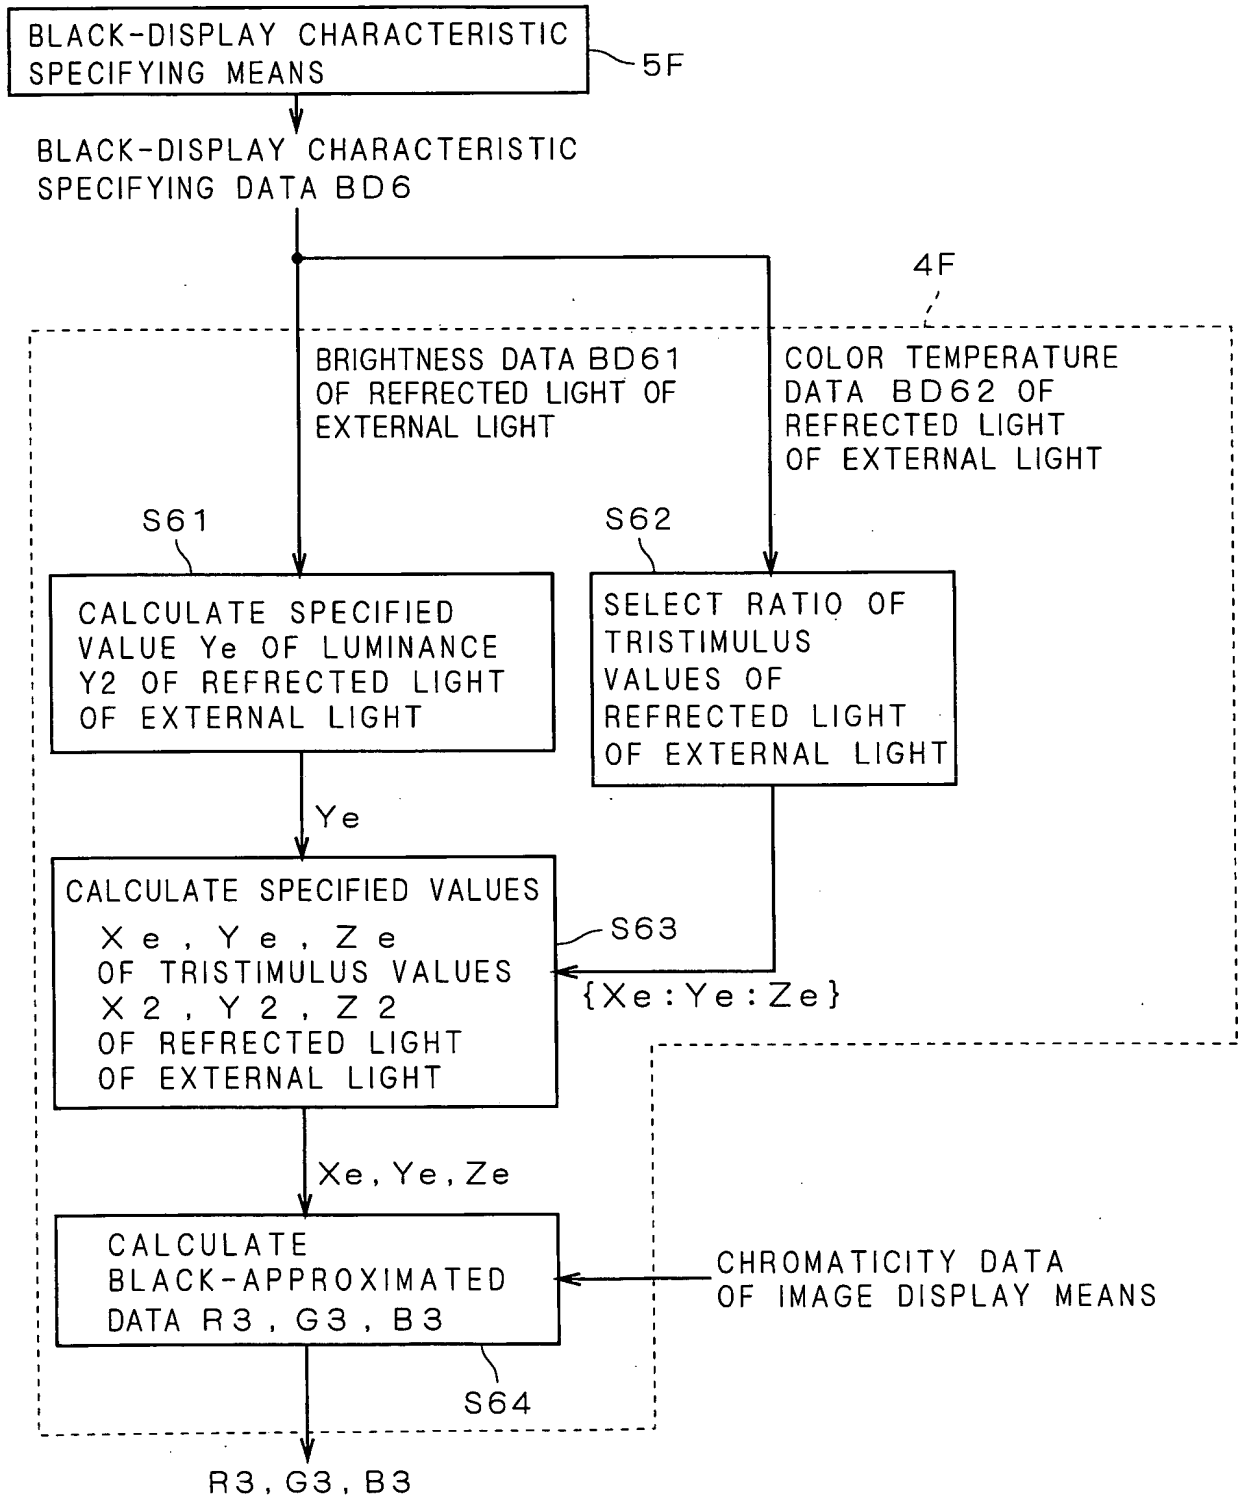 BLACK-DISPLAY CHARACTERISTIC
SPECIFYING MEANS
5F
BLACK-DISPLAY CHARACTERISTIC
SPECIFYING DATA BD6
4F
BRIGHTNESS DATA BD61
OF REFRECTED LIGHT OF
EXTERNAL LIGHT
COLOR TEMPERATURE
DATA BD62 OF
REFRECTED LIGHT
OF EXTERNAL LIGHT
S61
CALCULATE SPECIFIED
VALUE Ye OF LUMINANCE
Y2 OF REFRECTED LIGHT
OF EXTERNAL LIGHT
S62
SELECT RATIO OF
TRISTIMULUS
VALUES OF
REFRECTED LIGHT
OF EXTERNAL LIGHT
Ye
CALCULATE SPECIFIED VALUES
Xe, Ye, Ze
OF TRISTIMULUS VALUES
X2, Y2, Z2
OF REFRECTED LIGHT
OF EXTERNAL LIGHT
S63
{Xe:Ye:Ze}
Xe, Ye, Ze
CALCULATE
BLACK-APPROXIMATED
DATA R3, G3, B3
S64
CHROMATICITY DATA
OF IMAGE DISPLAY MEANS
R3, G3, B3